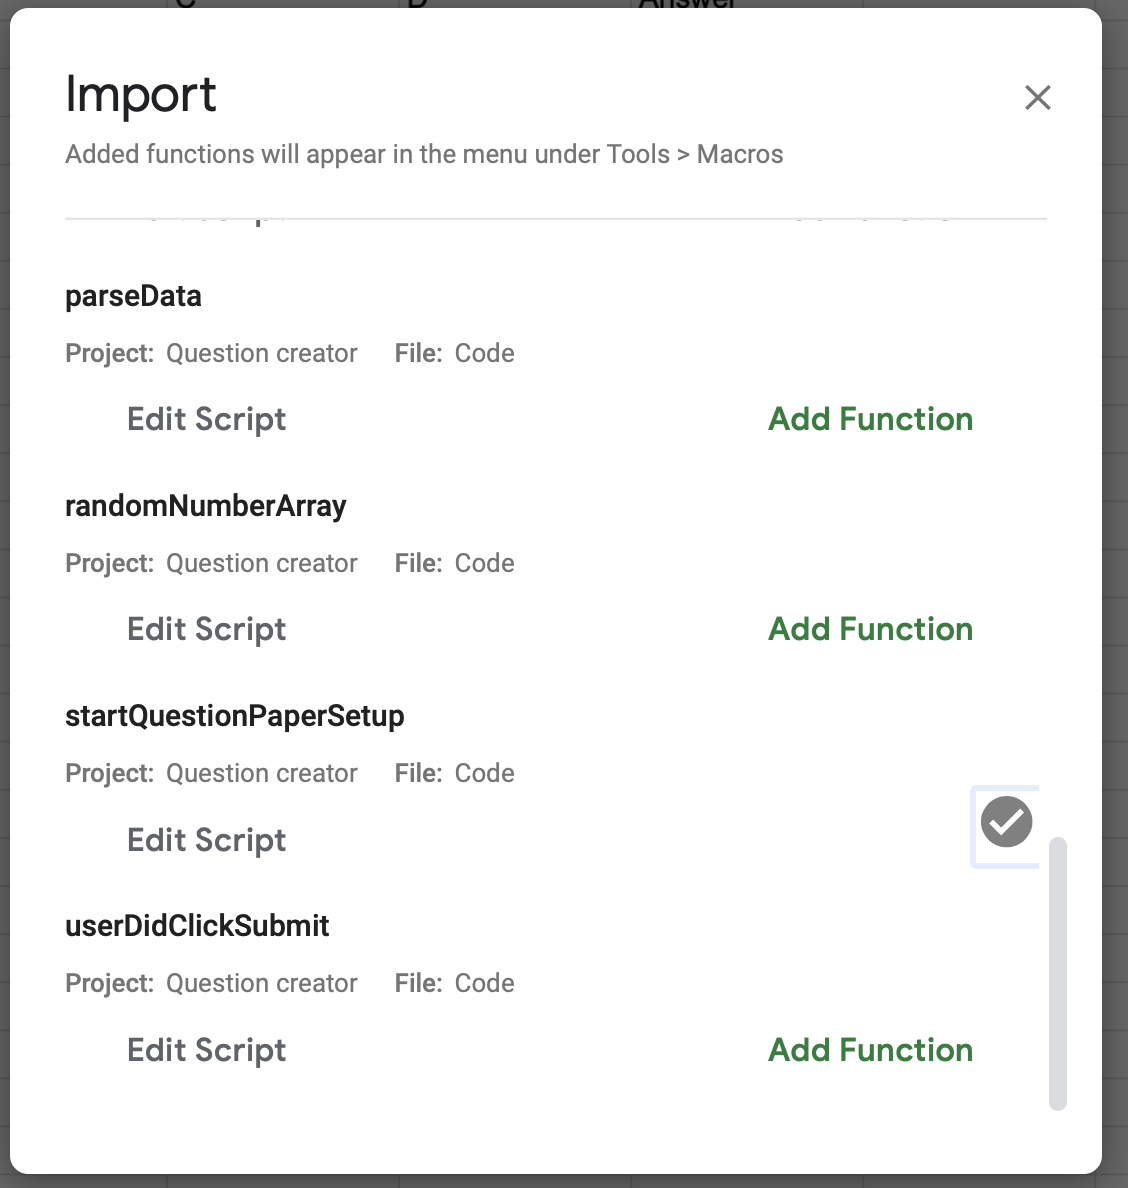 C D Answer
Import
Added functions will appear in the menu under Tools > Macros
parseData
Project: Question creator File: Code
Edit Script Add Function
randomNumberArray
Project: Question creator File: Code
Edit Script Add Function
startQuestionPaperSetup
Project: Question creator File: Code
Edit Script
userDidClickSubmit
Project: Question creator File: Code
Edit Script Add Function